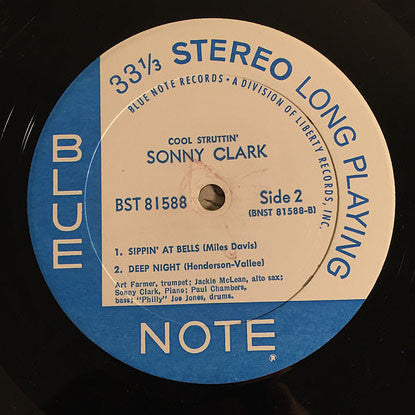 33⅓ STEREO LONG PLAYING
BLUE NOTE RECORDS • A DIVISION OF LIBERTY RECORDS, INC.
BLUE
COOL STRUTTIN'
SONNY CLARK
BST 81588
Side 2
(BNST 81588-B)
1. SIPPIN' AT BELLS (Miles Davis)
2. DEEP NIGHT (Henderson-Vallee)
Art Farmer, trumpet; Jackie McLean, alto sax;
Sonny Clark, Piano; Paul Chambers,
bass; "Philly" Joe Jones, drums.
NOTE
®